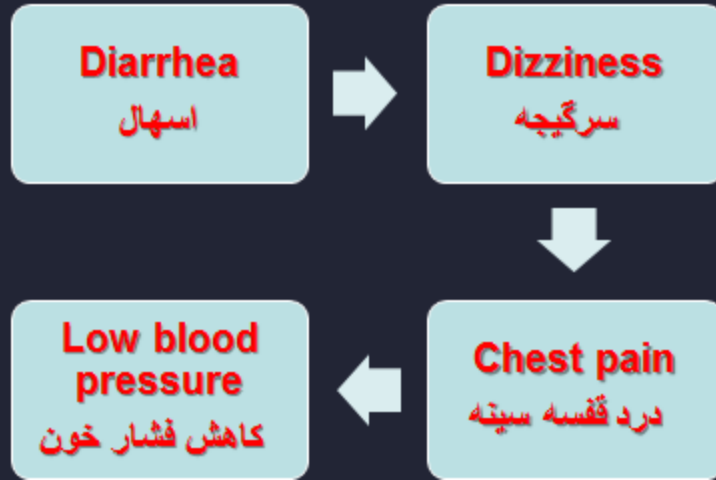 Diarrhea
اسهال
Dizziness
سرگیجه
Chest pain
درد قفسه سینه
Low blood
pressure
کاهش فشار خون